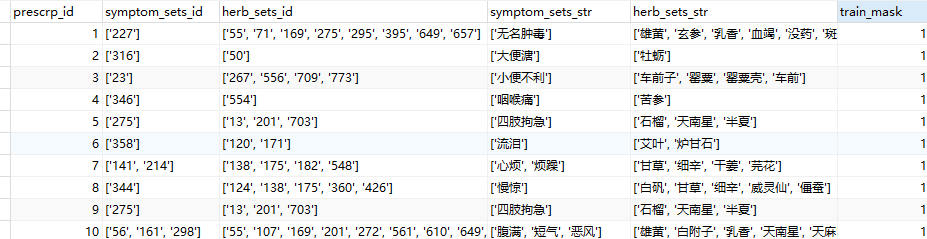 prescrp_id symptom_sets_id herb_sets_id symptom_sets_str herb_sets_str train_mask
1 ['227'] ['55', '71', '169', '275', '295', '395', '649', '657'] ['无名肿毒'] ['雄黄', '玄参', '乳香', '血竭', '没药', '斑 1
2 ['316'] ['50'] ['大便溏'] ['牡蛎'] 1
3 ['23'] ['267', '556', '709', '773'] ['小便不利'] ['车前子', '罂粟', '罂粟壳', '车前'] 1
4 ['346'] ['554'] ['咽喉痛'] ['苦参'] 1
5 ['275'] ['13', '201', '703'] ['四肢拘急'] ['石榴', '天南星', '半夏'] 1
6 ['358'] ['120', '171'] ['流泪'] ['艾叶', '炉甘石'] 1
7 ['141', '214'] ['138', '175', '182', '548'] ['心烦', '烦躁'] ['甘草', '细辛', '干姜', '芫花'] 1
8 ['344'] ['124', '138', '175', '360', '426'] ['慢惊'] ['白矾', '甘草', '细辛', '威灵仙', '僵蚕'] 1
9 ['275'] ['13', '201', '703'] ['四肢拘急'] ['石榴', '天南星', '半夏'] 1
10 ['56', '161', '298'] ['55', '107', '169', '201', '272', '561', '610', '649', ['腹满', '短气', '恶风'] ['雄黄', '白附子', '乳香', '天南星', '天麻 1